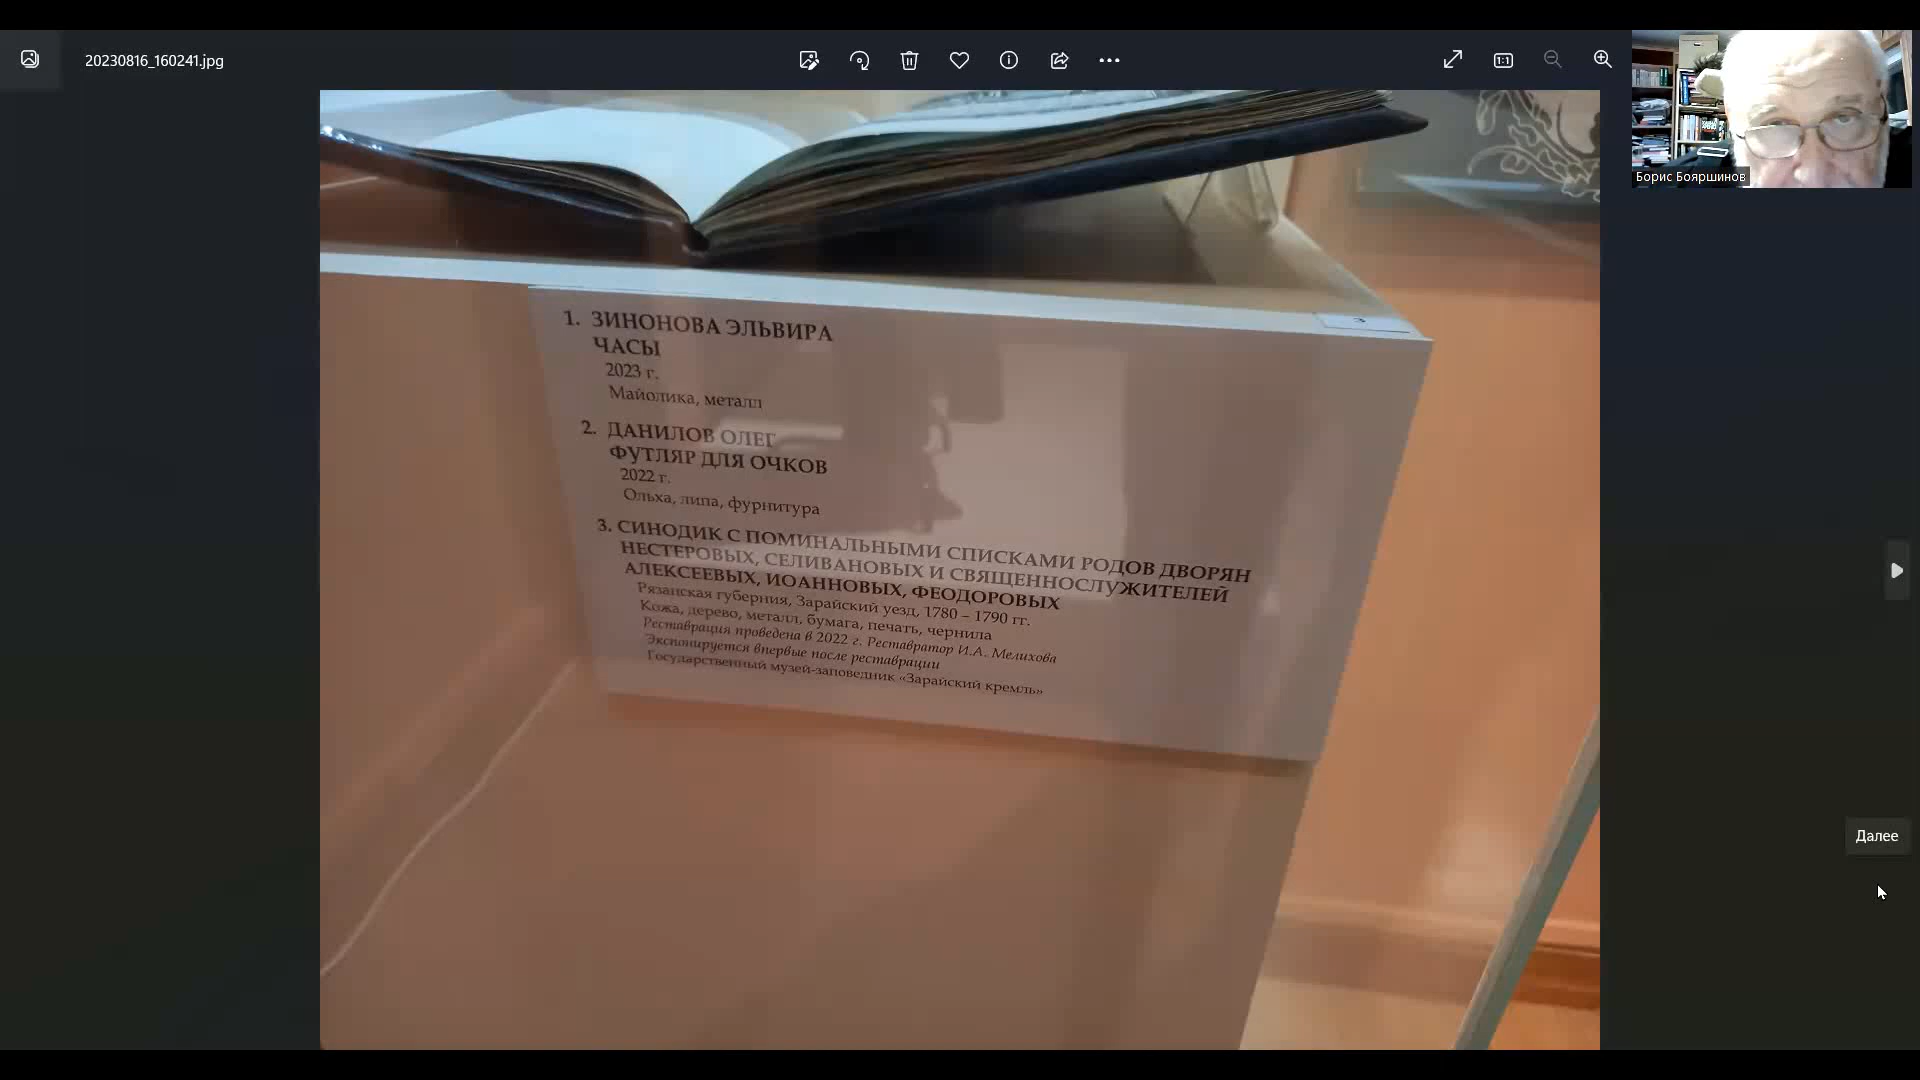 20230816_160241.jpg
Борис Бояршинов
3
1. ЗИНОНОВА ЭЛЬВИРА
ЧАСЫ
2023 г.
Майолика, металл
2. ДАНИЛОВ ОЛЕГ
ФУТЛЯР ДЛЯ ОЧКОВ
2022 г.
Ольха, липа, фурнитура
3. СИНОДИК С ПОМИНАЛЬНЫМИ СПИСКАМИ РОДОВ ДВОРЯН
НЕСТЕРОВЫХ, СЕЛИВАНОВЫХ И СВЯЩЕННОСЛУЖИТЕЛЕЙ
АЛЕКСЕЕВЫХ, ИОАННОВЫХ, ФЕОДОРОВЫХ
Рязанская губерния, Зарайский уезд, 1780 – 1790 гг.
Кожа, дерево, металл, бумага, печать, чернила
Реставрация проведена в 2022 г. Реставратор И.А. Мелихова
Экспонируется впервые после реставрации
Государственный музей-заповедник «Зарайский кремль»
Далее